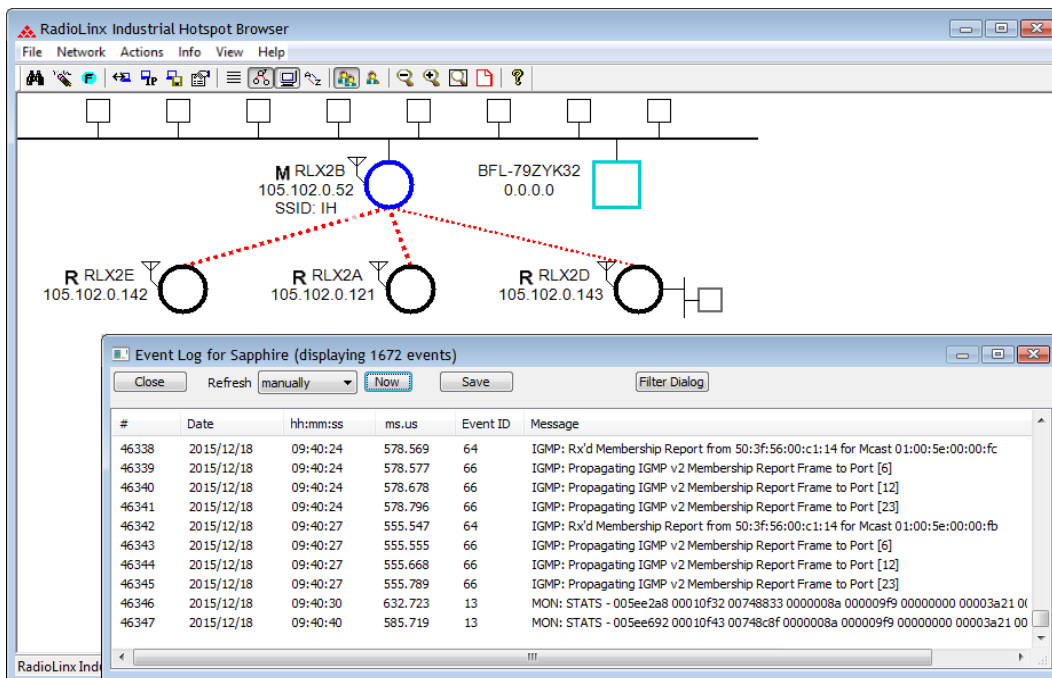 RadioLinx Industrial Hotspot Browser
File Network Actions Info View Help
M RLX2B
105.102.0.52
SSID: IH
BFL-79ZYK32
0.0.0.0
R RLX2E
105.102.0.142
R RLX2A
105.102.0.121
R RLX2D
105.102.0.143
Event Log for Sapphire (displaying 1672 events)
Close Refresh manually Now Save Filter Dialog
# Date hh:mm:ss ms.us Event ID Message
46338 2015/12/18 09:40:24 578.569 64 IGMP: Rx'd Membership Report from 50:3f:56:00:c1:14 for Mcast 01:00:5e:00:00:fc
46339 2015/12/18 09:40:24 578.577 66 IGMP: Propagating IGMP v2 Membership Report Frame to Port [6]
46340 2015/12/18 09:40:24 578.678 66 IGMP: Propagating IGMP v2 Membership Report Frame to Port [12]
46341 2015/12/18 09:40:24 578.796 66 IGMP: Propagating IGMP v2 Membership Report Frame to Port [23]
46342 2015/12/18 09:40:27 555.547 64 IGMP: Rx'd Membership Report from 50:3f:56:00:c1:14 for Mcast 01:00:5e:00:00:fb
46343 2015/12/18 09:40:27 555.555 66 IGMP: Propagating IGMP v2 Membership Report Frame to Port [6]
46344 2015/12/18 09:40:27 555.668 66 IGMP: Propagating IGMP v2 Membership Report Frame to Port [12]
46345 2015/12/18 09:40:27 555.789 66 IGMP: Propagating IGMP v2 Membership Report Frame to Port [23]
46346 2015/12/18 09:40:30 632.723 13 MON: STATS - 005ee2a8 00010f32 00748833 0000008a 000009f9 00000000 00003a21
46347 2015/12/18 09:40:40 585.719 13 MON: STATS - 005ee692 00010f43 00748c8f 0000008a 000009f9 00000000 00003a21 00
RadioLinx